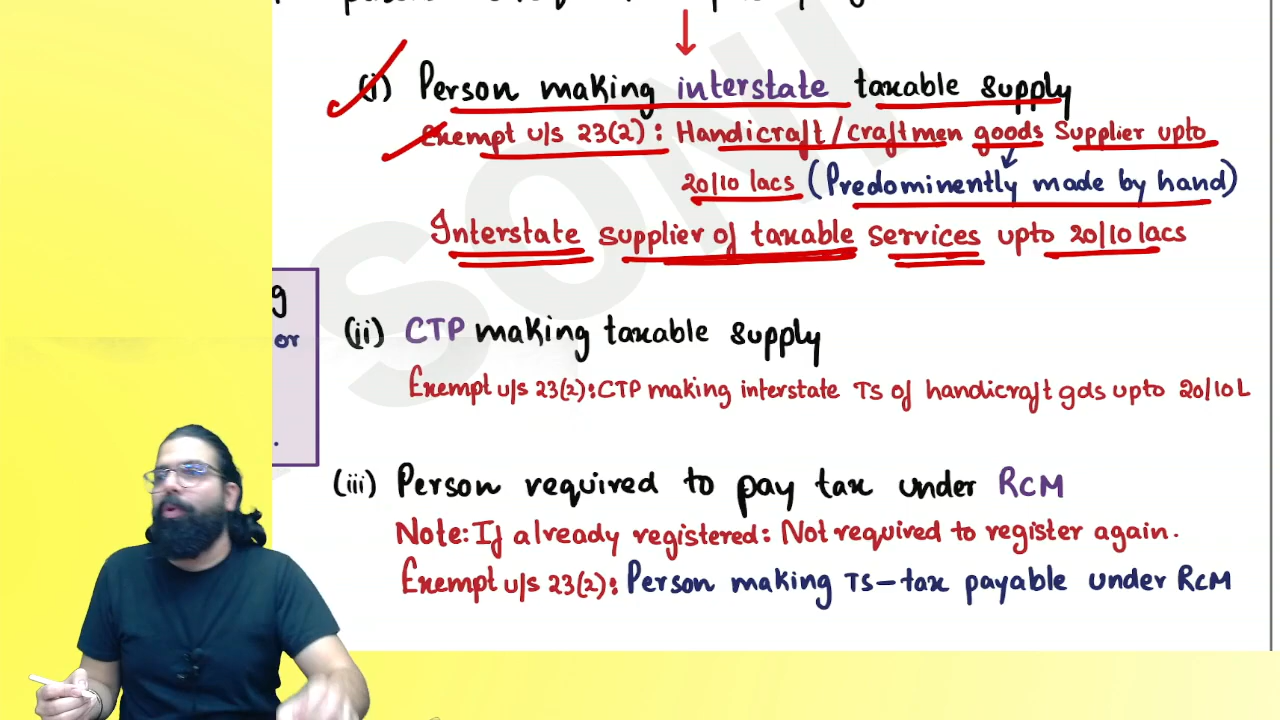 (i) Person making interstate taxable supply
Exempt u/s 23(2): Handicraft/craftmen goods supplier upto
20/10 lacs (Predominently made by hand)
Interstate supplier of taxable services upto 20/10 lacs
g
or
(ii) CTP making taxable supply
Exempt u/s 23(2): CTP making interstate TS of handicraft gds upto 20/10L
.
(iii) Person required to pay tax under RCM
Note: If already registered: Not required to register again.
Exempt u/s 23(2): Person making TS-tax payable under RCM
SONI